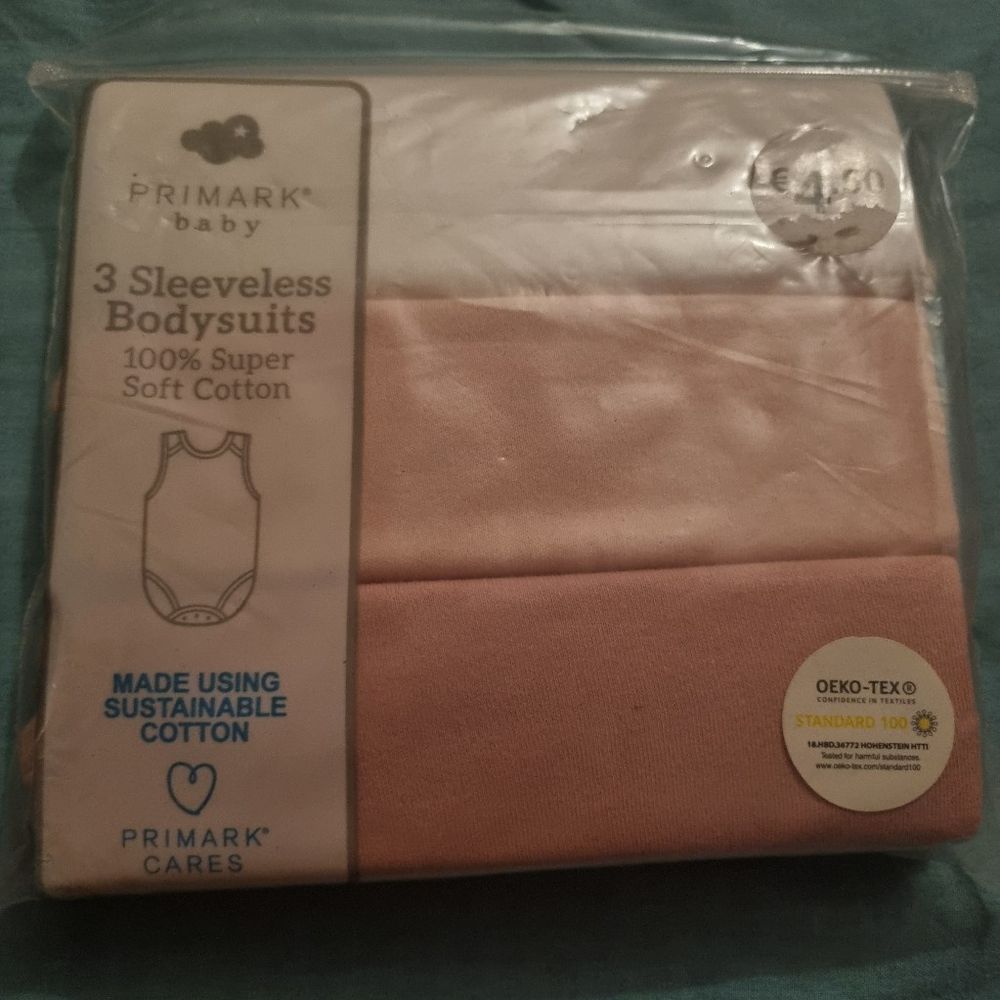 PRIMARK®
baby
3 Sleeveless
Bodysuits
100% Super
Soft Cotton
MADE USING
SUSTAINABLE
COTTON
PRIMARK®
CARES
OEKO-TEX®
CONFIDENCE IN TEXTILES
STANDARD 100
18.HBD.36772 HOHENSTEIN HTTI
Tested for harmful substances.
www.oeko-tex.com/standard100